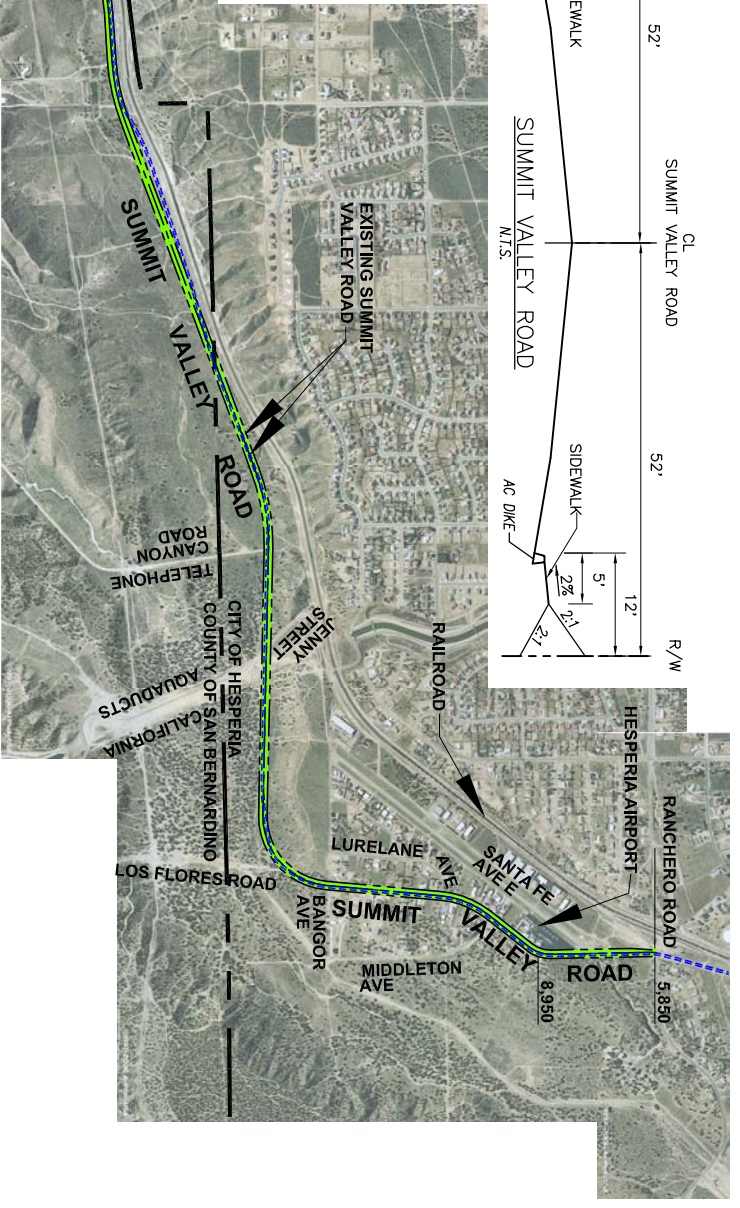 EWALK
52'
CL
SUMMIT VALLEY ROAD
SUMMIT VALLEY ROAD
N.T.S.
52'
SIDEWALK
AC DIKE
2%
5'
12'
2:1
2:1
R/W
EXISTING SUMMIT
VALLEY ROAD
SUMMIT
VALLEY
ROAD
TELEPHONE
CANYON
ROAD
JENNY
STREET
CITY OF HESPERIA
COUNTY OF SAN BERNARDINO
CALIFORNIA
AQUADUCTS
RAILROAD
HESPERIA AIRPORT
RANCHERO ROAD
SANTA FE
AVE E
LURELANE
AVE
LOS FLORES ROAD
BANGOR
AVE
SUMMIT
VALLEY
ROAD
MIDDLETON
AVE
8,950
5,850